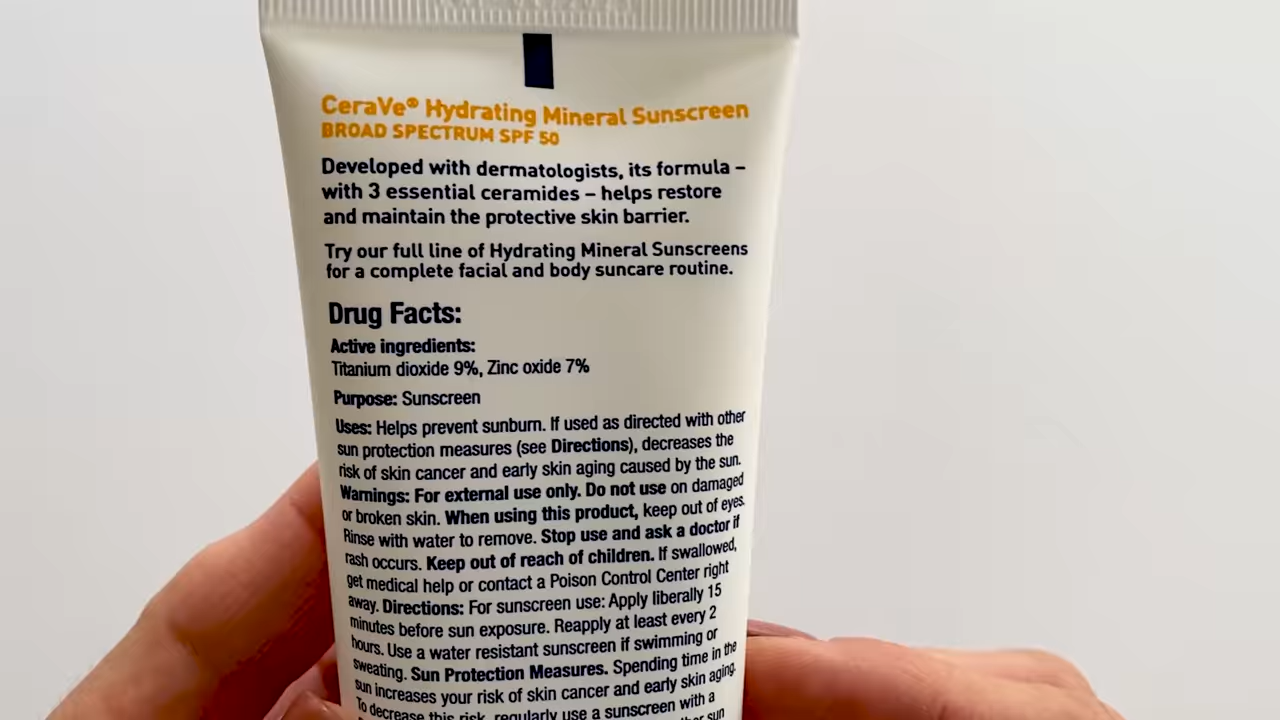 CeraVe® Hydrating Mineral Sunscreen
BROAD SPECTRUM SPF 50
Developed with dermatologists, its formula –
with 3 essential ceramides – helps restore
and maintain the protective skin barrier.
Try our full line of Hydrating Mineral Sunscreens
for a complete facial and body suncare routine.
Drug Facts:
Active ingredients:
Titanium dioxide 9%, Zinc oxide 7%
Purpose: Sunscreen
Uses: Helps prevent sunburn. If used as directed with other
sun protection measures (see Directions), decreases the
risk of skin cancer and early skin aging caused by the sun.
Warnings: For external use only. Do not use on damaged
or broken skin. When using this product, keep out of eyes.
Rinse with water to remove. Stop use and ask a doctor if
rash occurs. Keep out of reach of children. If swallowed,
get medical help or contact a Poison Control Center right
away. Directions: For sunscreen use: Apply liberally 15
minutes before sun exposure. Reapply at least every 2
hours. Use a water resistant sunscreen if swimming or
sweating. Sun Protection Measures. Spending time in the
sun increases your risk of skin cancer and early skin aging.
To decrease this risk, regularly use a sunscreen with a
sun